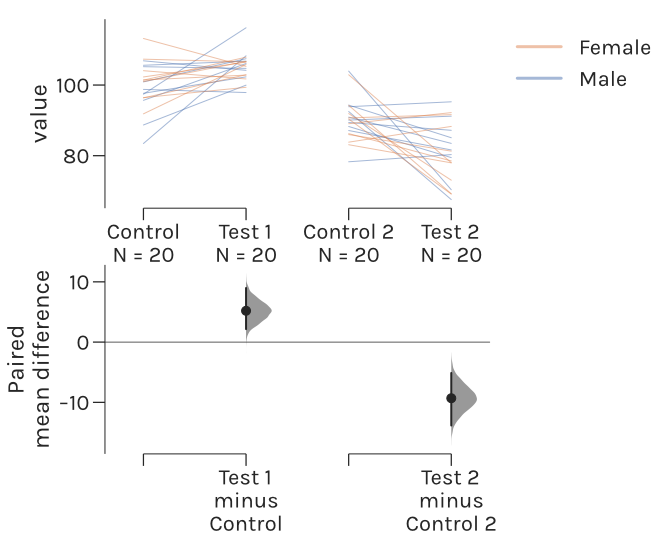 Female
Male
value
100
80
Control
N = 20
Test 1
N = 20
Control 2
N = 20
Test 2
N = 20
Paired
mean difference
10
0
-10
Test 1
minus
Control
Test 2
minus
Control 2